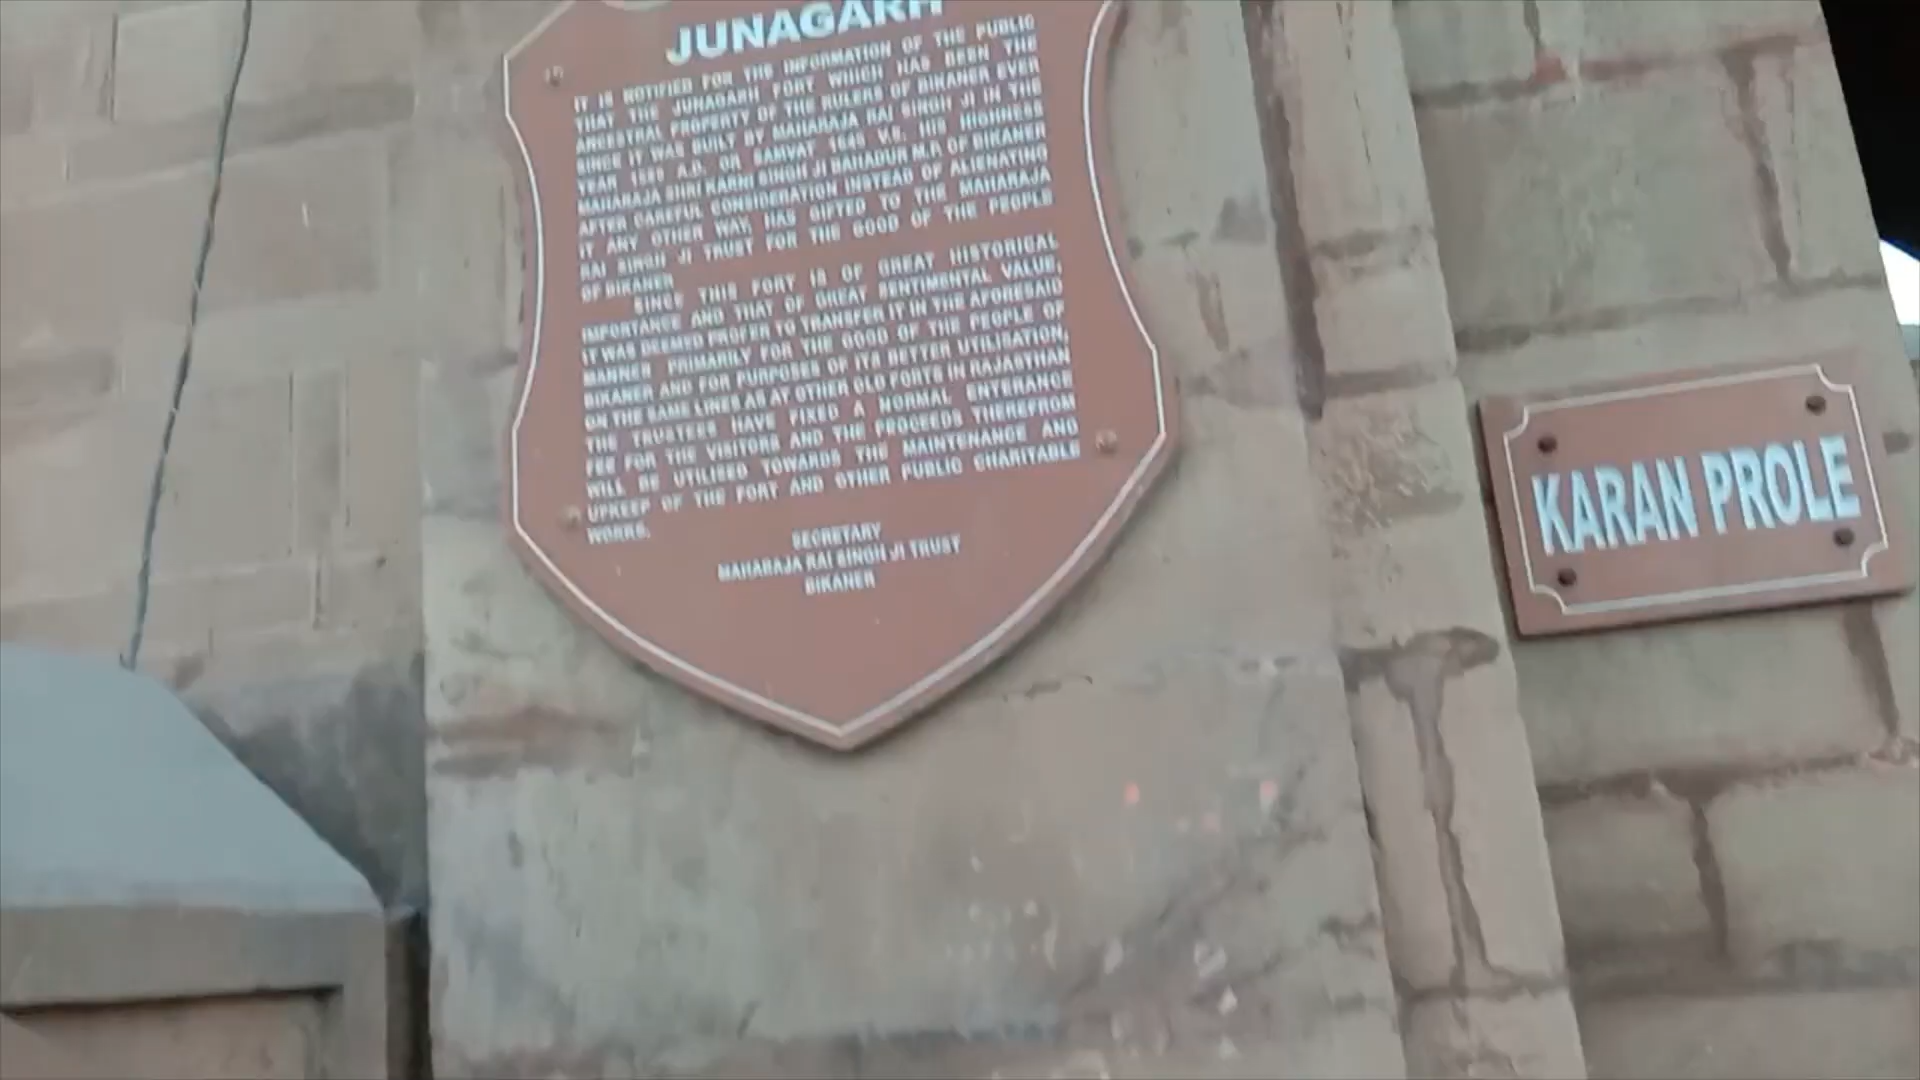 JUNAGARH
IT IS NOTIFIED FOR THE INFORMATION OF THE PUBLIC
THAT THE JUNAGARH FORT WHICH HAS BEEN THE
ANCESTRAL PROPERTY OF THE RULERS OF BIKANER EVER
SINCE IT WAS BUILT BY MAHARAJA RAI SINGH JI IN THE
YEAR 1589 A.D. OR SAMVAT 1645 V.S. HIS HIGHNESS
MAHARAJA SHRI KARNI SINGH JI BAHADUR M.P. OF BIKANER
AFTER CAREFUL CONSIDERATION INSTEAD OF ALIENATING
IT ANY OTHER WAY, HAS GIFTED TO THE MAHARAJA
RAI SINGH JI TRUST FOR THE GOOD OF THE PEOPLE
OF BIKANER
SINCE THIS FORT IS OF GREAT HISTORICAL
IMPORTANCE AND THAT OF GREAT SENTIMENTAL VALUE,
IT WAS DEEMED PROPER TO TRANSFER IT IN THE AFORESAID
MANNER PRIMARILY FOR THE GOOD OF THE PEOPLE OF
BIKANER AND FOR PURPOSES OF ITS BETTER UTILISATION,
ON THE SAME LINES AS AT OTHER OLD FORTS IN RAJASTHAN
THE TRUSTEES HAVE FIXED A NORMAL ENTERANCE
FEE FOR THE VISITORS AND THE PROCEEDS THEREFROM
WILL BE UTILISED TOWARDS THE MAINTENANCE AND
UPKEEP OF THE FORT AND OTHER PUBLIC CHARITABLE
WORKS.
SECRETARY
MAHARAJA RAI SINGH JI TRUST
BIKANER
KARAN PROLE